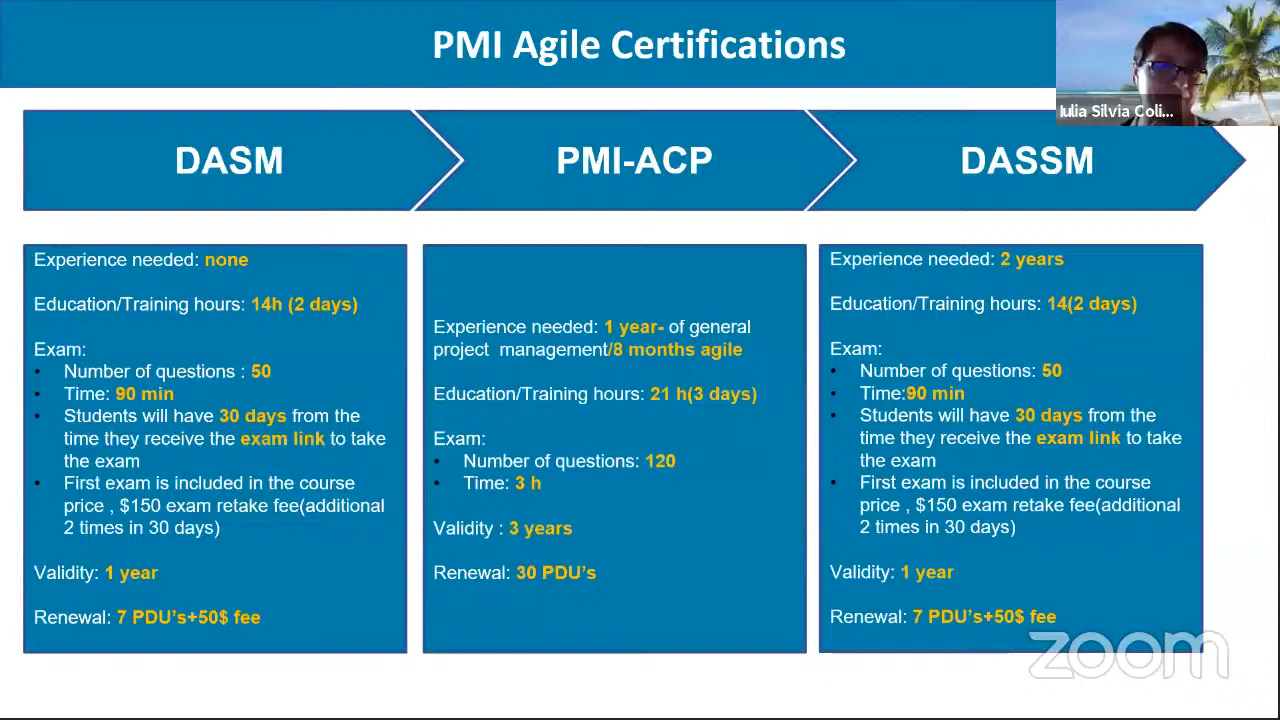 PMI Agile Certifications
Iulia Silvia Coli...
DASM
PMI-ACP
DASSM
Experience needed: none
Education/Training hours: 14h (2 days)
Exam:
• Number of questions : 50
• Time: 90 min
• Students will have 30 days from the
time they receive the exam link to take
the exam
• First exam is included in the course
price , $150 exam retake fee(additional
2 times in 30 days)
Validity: 1 year
Renewal: 7 PDU's+50$ fee
Experience needed: 1 year- of general
project management/8 months agile
Education/Training hours: 21 h(3 days)
Exam:
• Number of questions: 120
• Time: 3 h
Validity : 3 years
Renewal: 30 PDU's
Experience needed: 2 years
Education/Training hours: 14(2 days)
Exam:
• Number of questions: 50
• Time:90 min
• Students will have 30 days from the
time they receive the exam link to take
the exam
• First exam is included in the course
price , $150 exam retake fee(additional
2 times in 30 days)
Validity: 1 year
Renewal: 7 PDU's+50$ fee
zoom